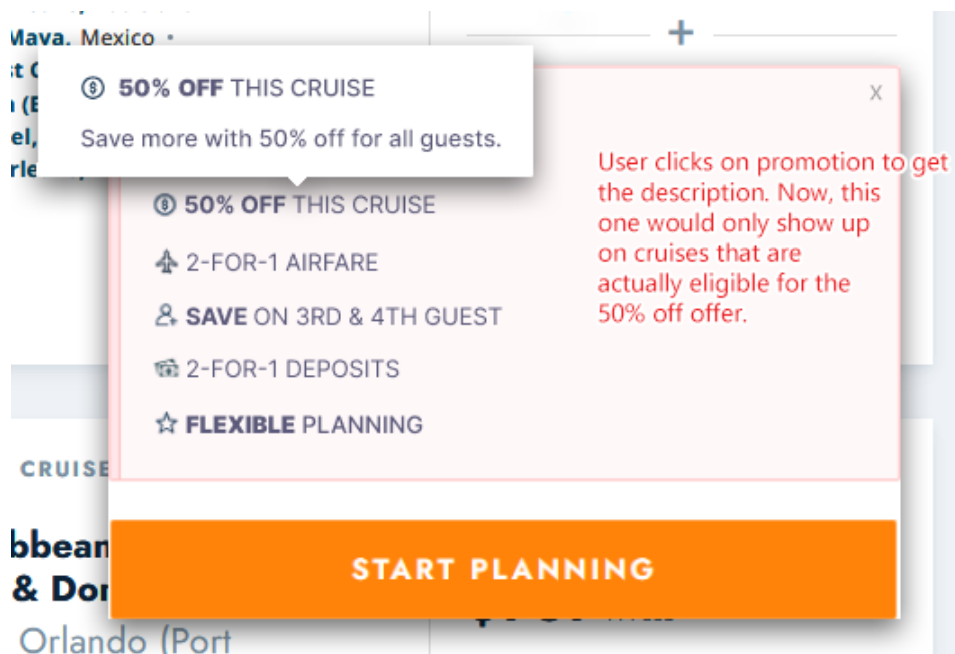 Maya, Mexico •
50% OFF THIS CRUISE
Save more with 50% off for all guests.
X
User clicks on promotion to get
the description. Now, this
one would only show up
on cruises that are
actually eligible for the
50% off offer.
50% OFF THIS CRUISE
2-FOR-1 AIRFARE
SAVE ON 3RD & 4TH GUEST
2-FOR-1 DEPOSITS
FLEXIBLE PLANNING
CRUISE
START PLANNING
bbean
& Do
Orlando (Port